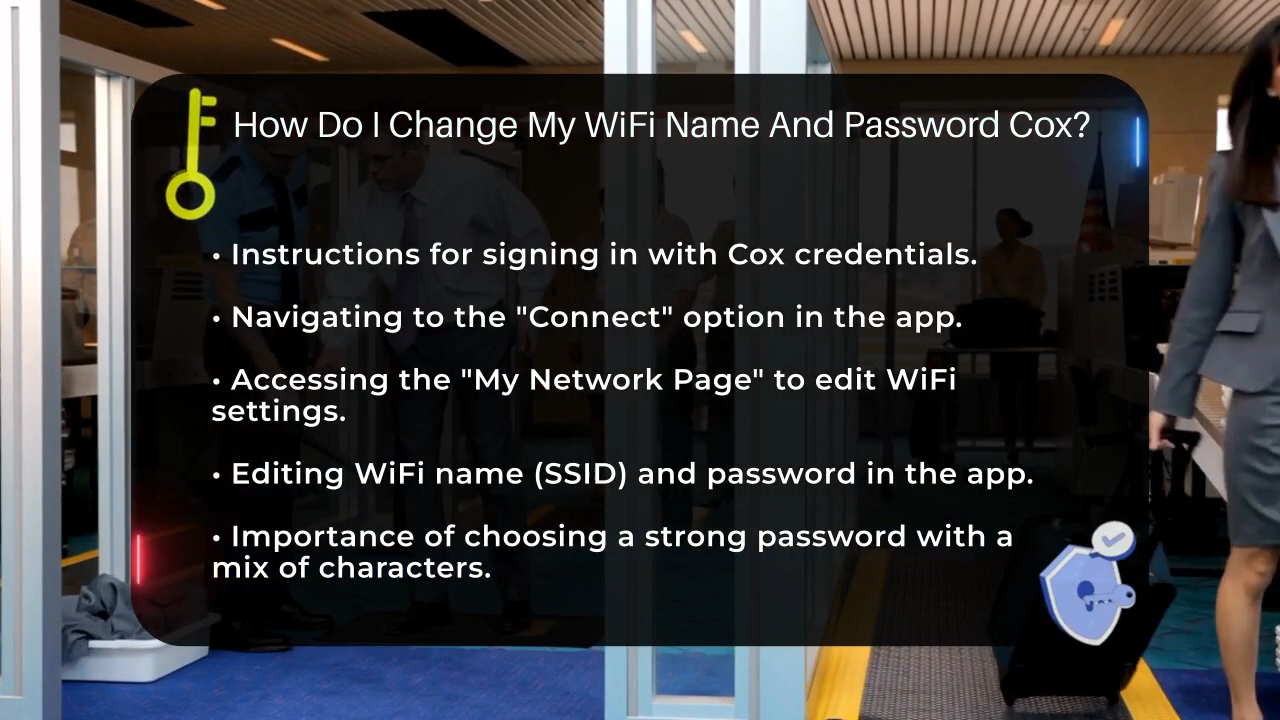 How Do I Change My WiFi Name And Password Cox?
• Instructions for signing in with Cox credentials.
• Navigating to the "Connect" option in the app.
• Accessing the "My Network Page" to edit WiFi
settings.
• Editing WiFi name (SSID) and password in the app.
• Importance of choosing a strong password with a
mix of characters.